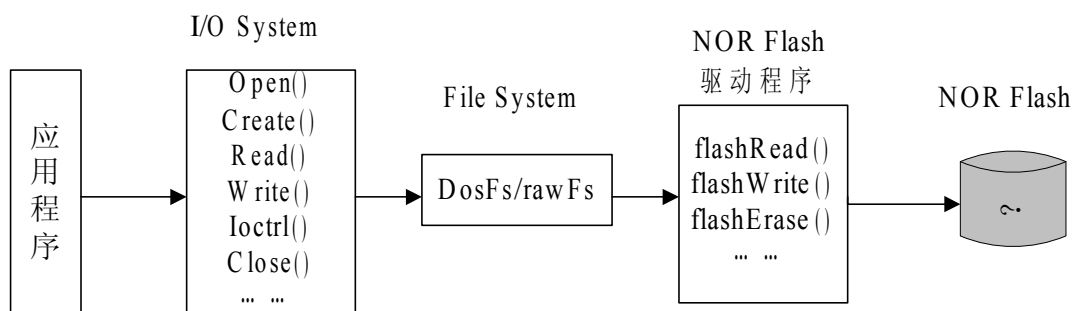 I/O System
应用程序
Open()
Create()
Read()
Write()
Ioctrl()
Close()
... ...
File System
DosFs/rawFs
NOR Flash
驱动程序
flashRead()
flashWrite()
flashErase()
... ...
NOR Flash
?